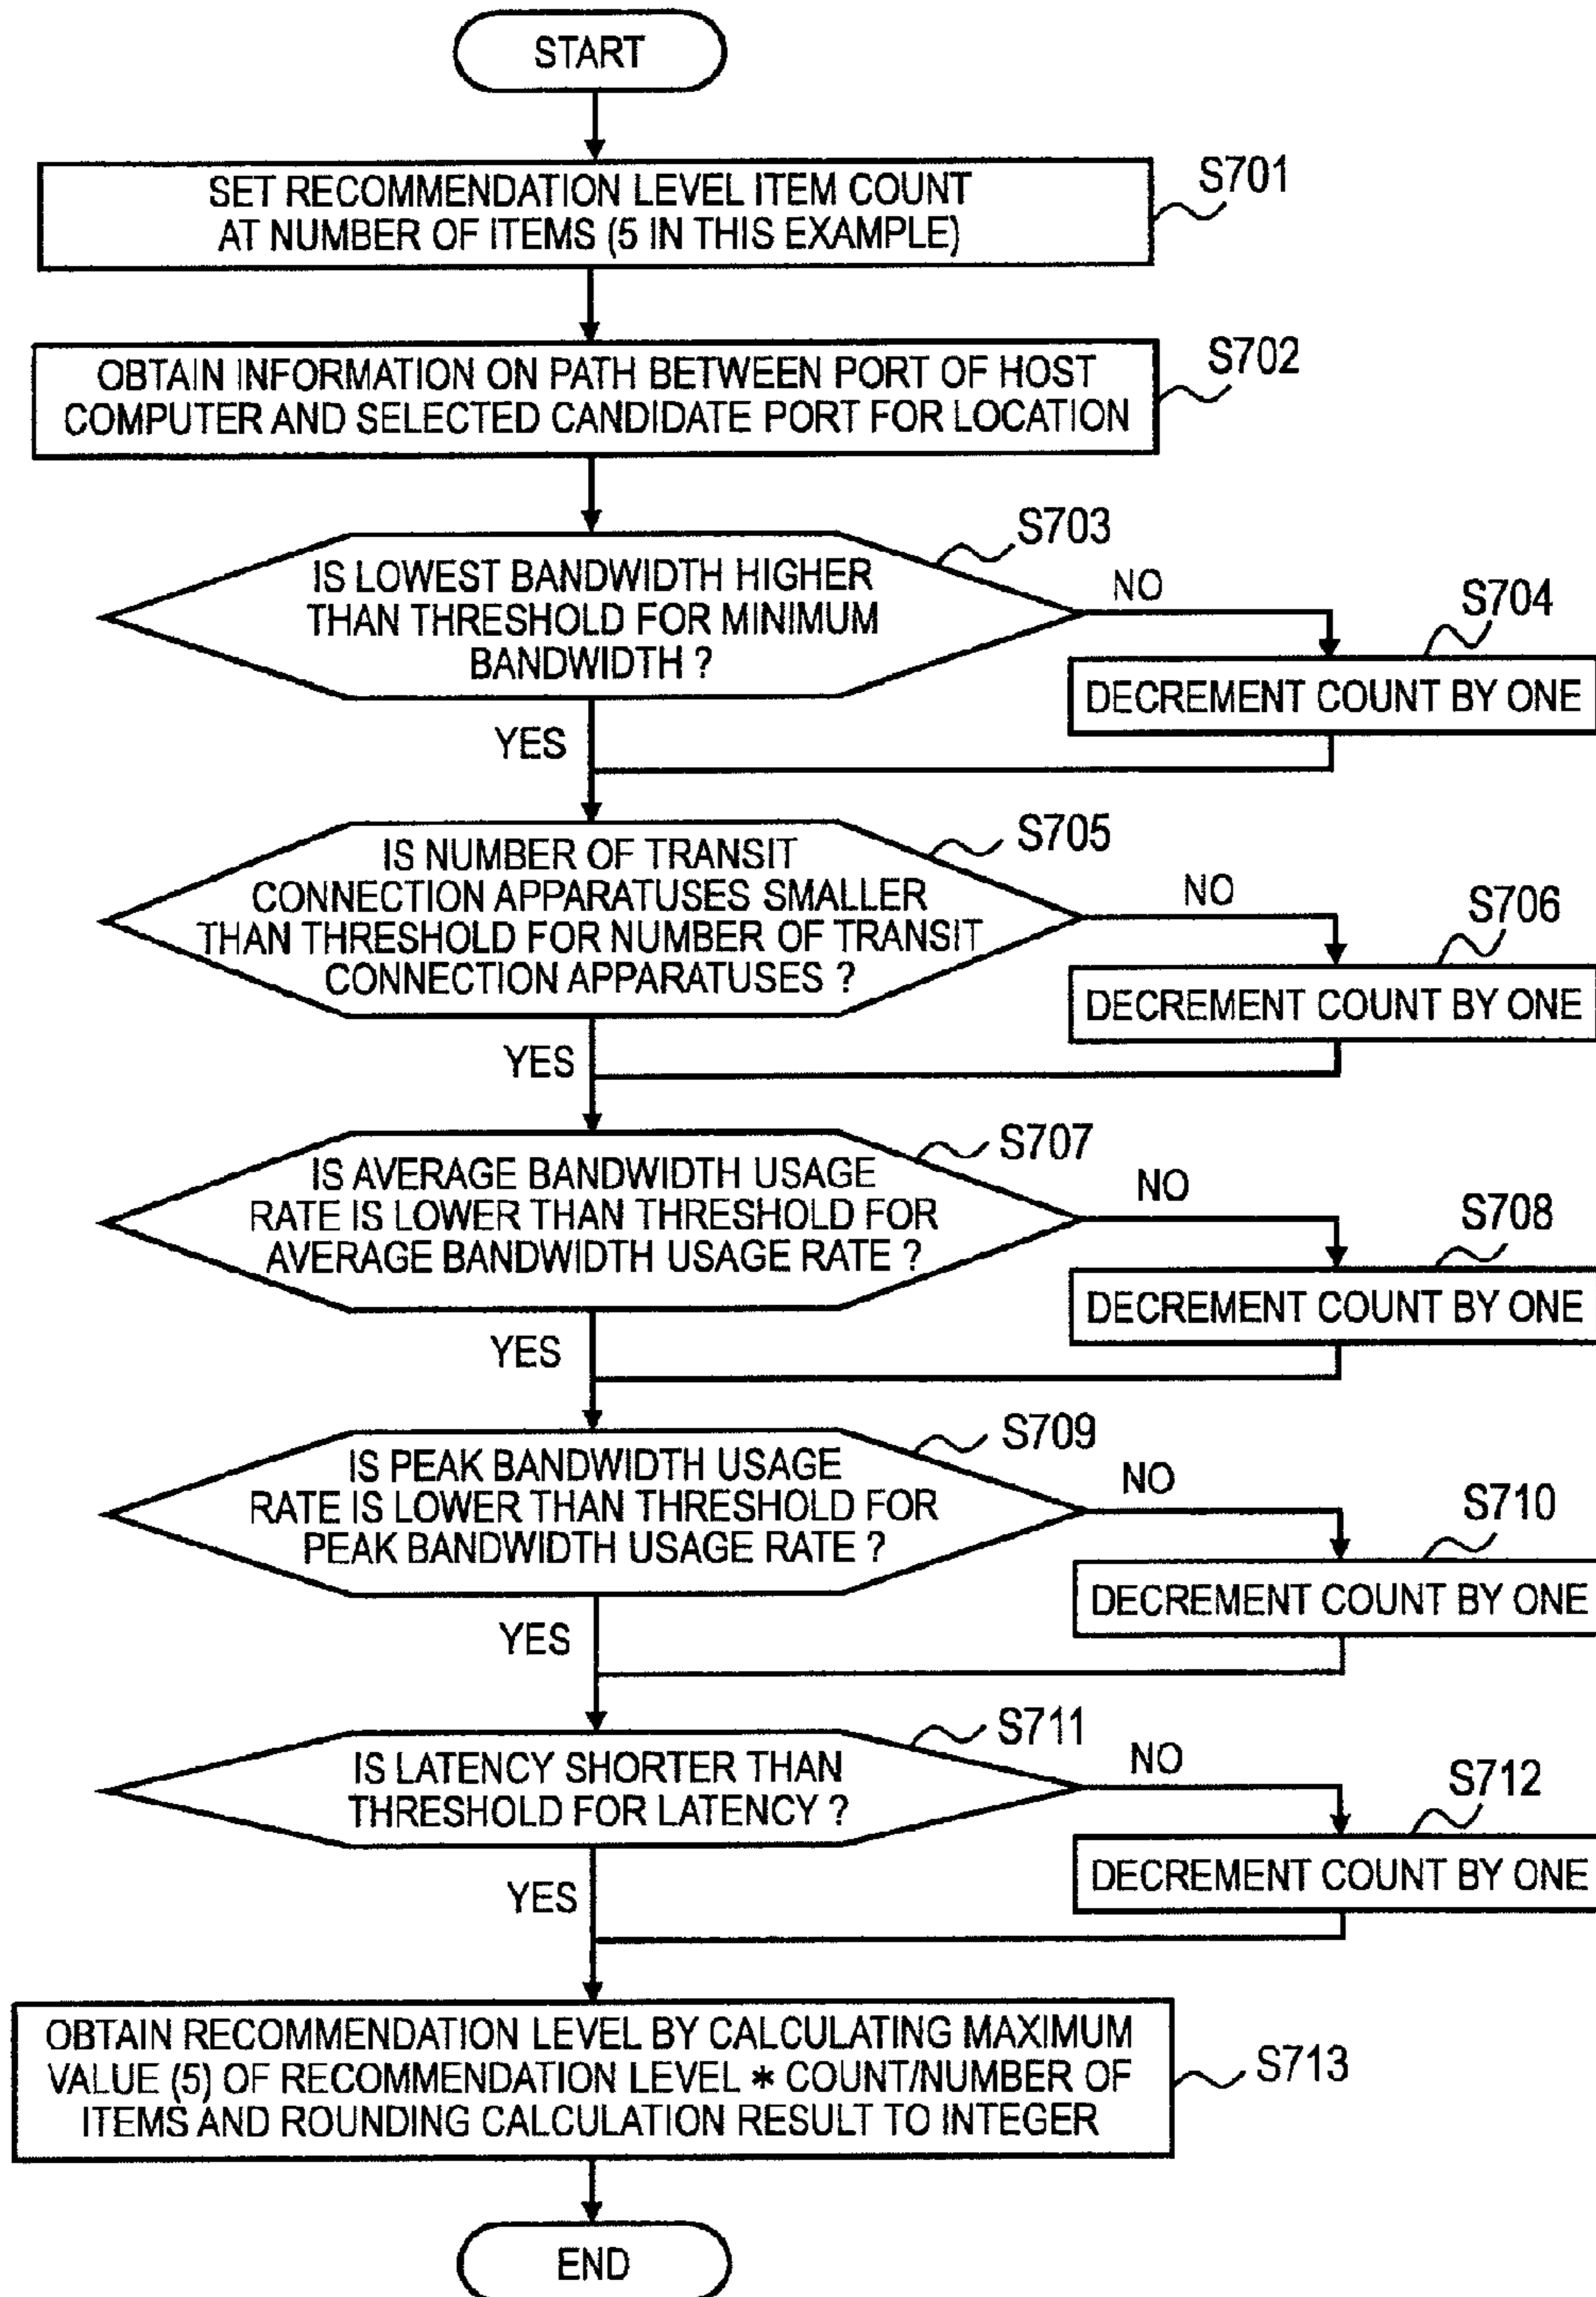 START
SET RECOMMENDATION LEVEL ITEM COUNT
AT NUMBER OF ITEMS (5 IN THIS EXAMPLE)
S701
OBTAIN INFORMATION ON PATH BETWEEN PORT OF HOST
COMPUTER AND SELECTED CANDIDATE PORT FOR LOCATION
S702
IS LOWEST BANDWIDTH HIGHER
THAN THRESHOLD FOR MINIMUM
BANDWIDTH ?
S703
NO
S704
DECREMENT COUNT BY ONE
YES
IS NUMBER OF TRANSIT
CONNECTION APPARATUSES SMALLER
THAN THRESHOLD FOR NUMBER OF TRANSIT
CONNECTION APPARATUSES ?
S705
NO
S706
DECREMENT COUNT BY ONE
YES
IS AVERAGE BANDWIDTH USAGE
RATE IS LOWER THAN THRESHOLD FOR
AVERAGE BANDWIDTH USAGE RATE ?
S707
NO
S708
DECREMENT COUNT BY ONE
YES
IS PEAK BANDWIDTH USAGE
RATE IS LOWER THAN THRESHOLD FOR
PEAK BANDWIDTH USAGE RATE ?
S709
NO
S710
DECREMENT COUNT BY ONE
YES
IS LATENCY SHORTER THAN
THRESHOLD FOR LATENCY ?
S711
NO
S712
DECREMENT COUNT BY ONE
YES
OBTAIN RECOMMENDATION LEVEL BY CALCULATING MAXIMUM
VALUE (5) OF RECOMMENDATION LEVEL * COUNT/NUMBER OF
ITEMS AND ROUNDING CALCULATION RESULT TO INTEGER
S713
END